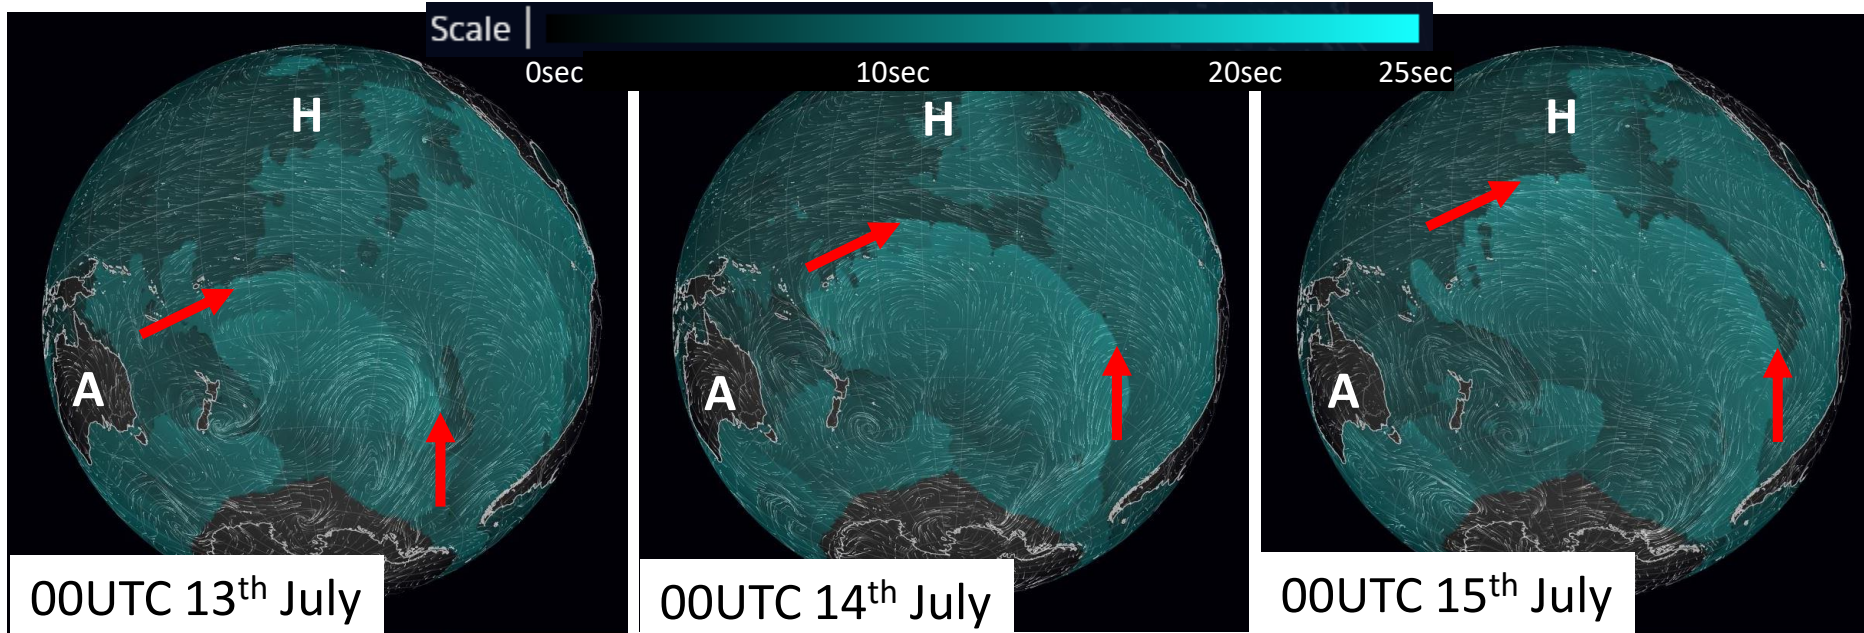 Scale |
0sec 10sec 20sec 25sec
H H H
A A A
00UTC 13th July 00UTC 14th July 00UTC 15th July